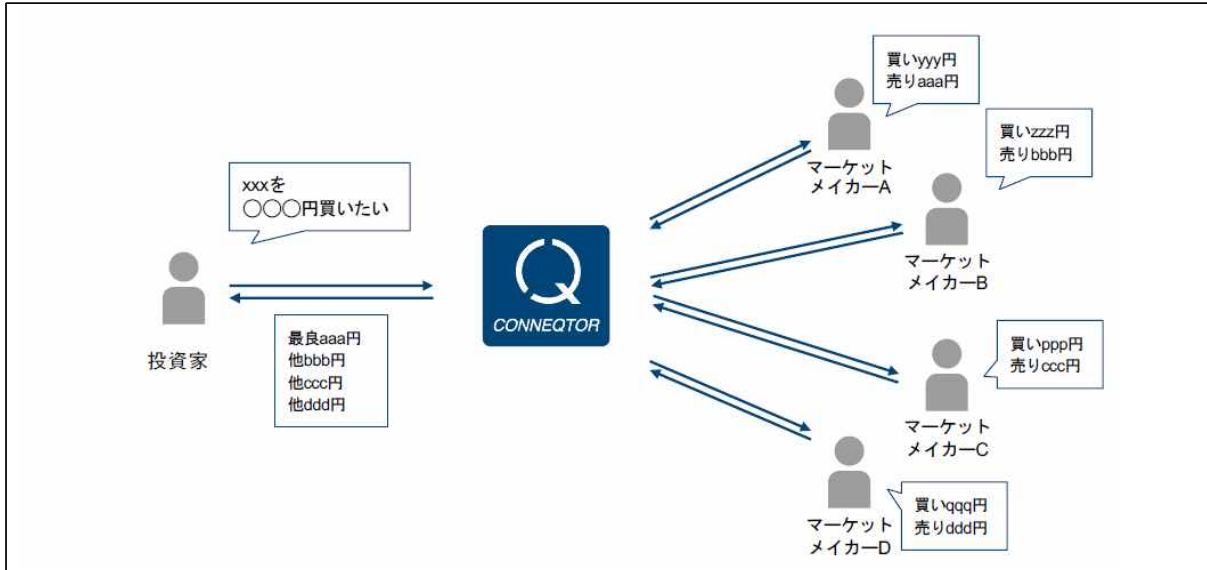 買いyyy円
売りaaa円
マーケット
メイカーA
買いzzz円
売りbbb円
マーケット
メイカーB
xxxを
○○○円買いたい
投資家
最良aaa円
他bbb円
他ccc円
他ddd円
CONNEQTOR
買いppp円
売りccc円
マーケット
メイカーC
マーケット
メイカーD
買いqqq円
売りddd円